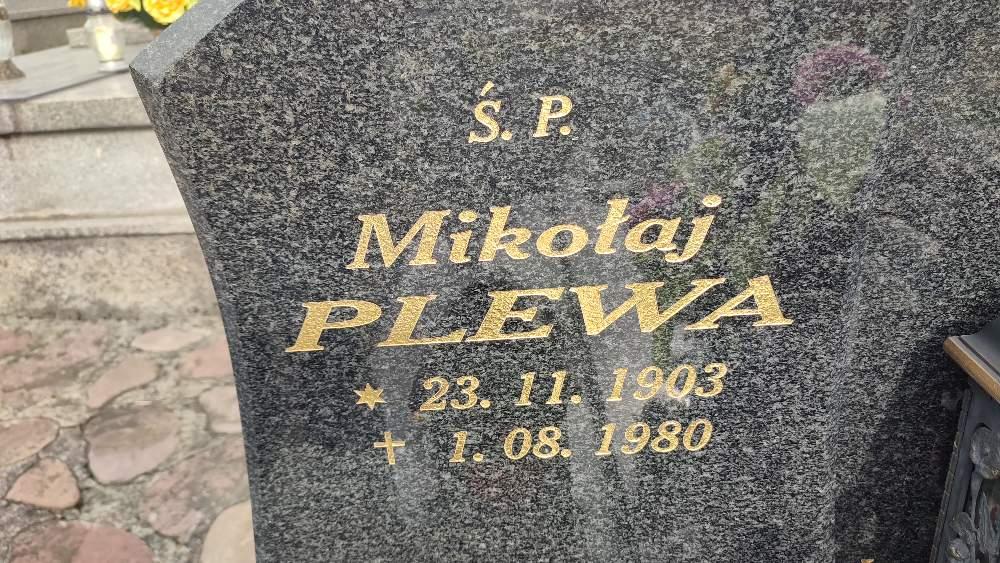 Ś. P.
Mikołaj
PLEWA
* 23. 11. 1903
+ 1. 08. 1980